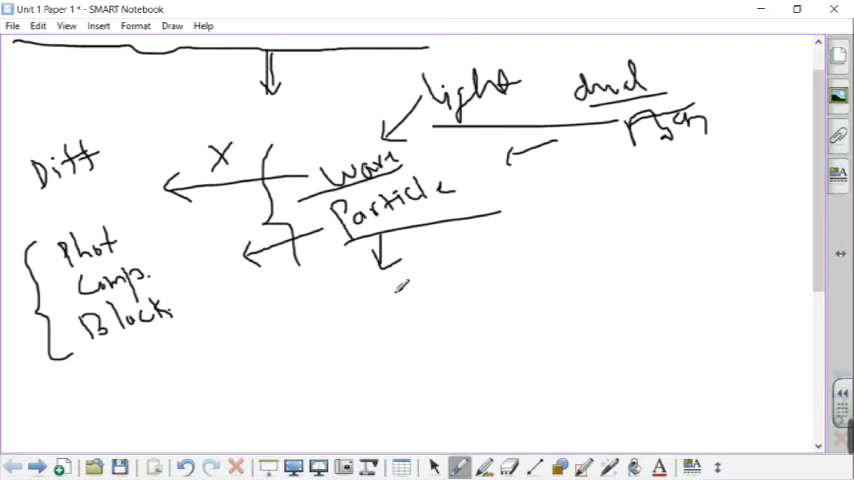 Unit 1 Paper 1 * - SMART Notebook
File Edit View Insert Format Draw Help
light dual
Diff X Wave
Particle
Phot
Comp.
Black